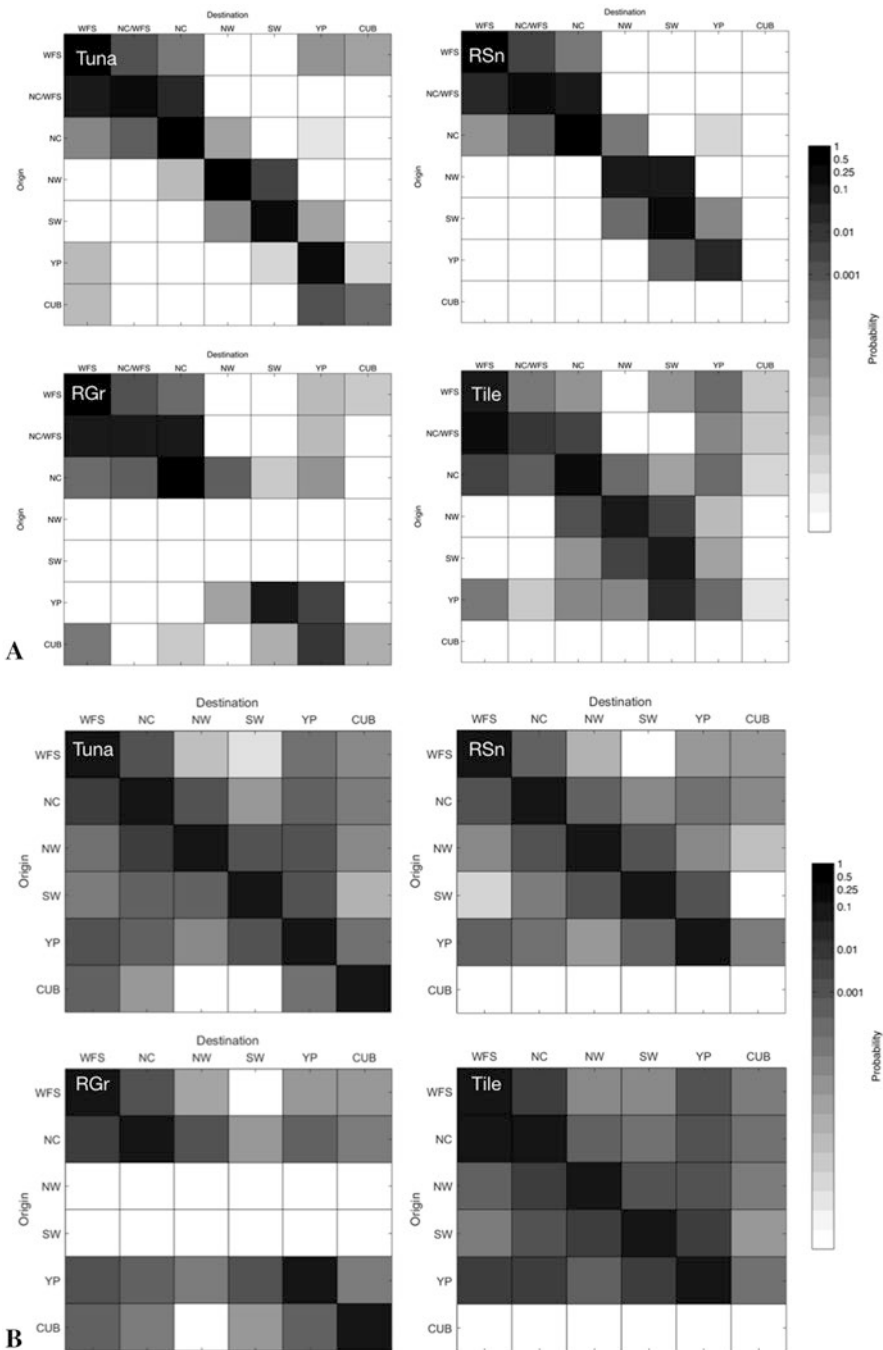 Destination
WFS NC/WFS NC NW SW YP CUB
Tuna
WFS
NC/WFS
NC
NW
SW
YP
CUB
Origin
Destination
WFS NC/WFS NC NW SW YP CUB
RSn
WFS
NC/WFS
NC
NW
SW
YP
CUB
Origin
1
0.5
0.25
0.1
0.01
0.001
Probability
Destination
WFS NC/WFS NC NW SW YP CUB
RGr
WFS
NC/WFS
NC
NW
SW
YP
CUB
Origin
Destination
WFS NC/WFS NC NW SW YP CUB
Tile
WFS
NC/WFS
NC
NW
SW
YP
CUB
Origin
A
Destination
WFS NC NW SW YP CUB
Tuna
WFS
NC
NW
SW
YP
CUB
Origin
Destination
WFS NC NW SW YP CUB
RSn
WFS
NC
NW
SW
YP
CUB
Origin
1
0.5
0.25
0.1
0.01
0.001
Probability
Destination
WFS NC NW SW YP CUB
RGr
WFS
NC
NW
SW
YP
CUB
Origin
WFS NC NW SW YP CUB
Tile
WFS
NC
NW
SW
YP
CUB
Origin
B